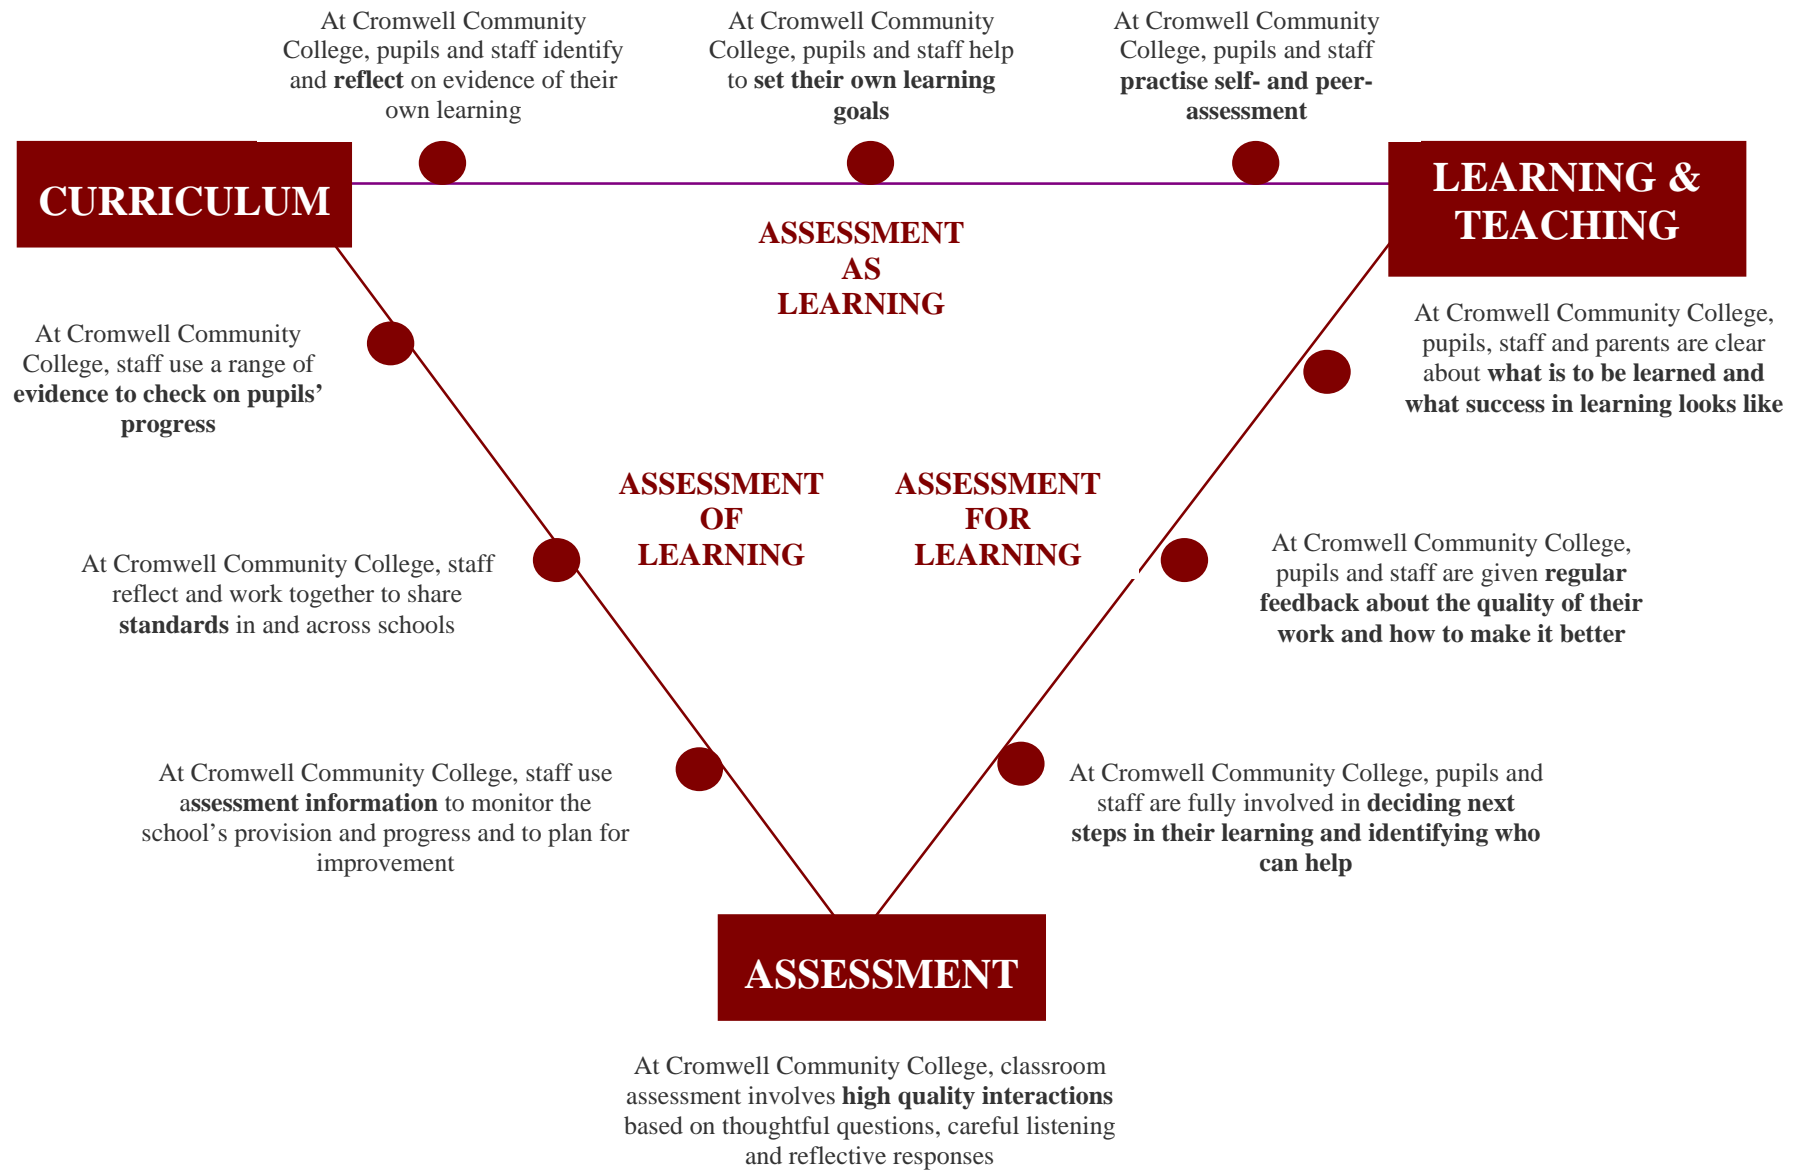 At Cromwell Community
College, pupils and staff identify
and reflect on evidence of their
own learning
At Cromwell Community
College, pupils and staff help
to set their own learning
goals
At Cromwell Community
College, pupils and staff
practise self- and peer-
assessment
CURRICULUM
LEARNING &
TEACHING
ASSESSMENT
AS
LEARNING
At Cromwell Community
College, staff use a range of
evidence to check on pupils’
progress
At Cromwell Community College,
pupils, staff and parents are clear
about what is to be learned and
what success in learning looks like
ASSESSMENT
OF
LEARNING
ASSESSMENT
FOR
LEARNING
At Cromwell Community College, staff
reflect and work together to share
standards in and across schools
At Cromwell Community College,
pupils and staff are given regular
feedback about the quality of their
work and how to make it better
At Cromwell Community College, staff use
assessment information to monitor the
school’s provision and progress and to plan for
improvement
At Cromwell Community College, pupils and
staff are fully involved in deciding next
steps in their learning and identifying who
can help
ASSESSMENT
At Cromwell Community College, classroom
assessment involves high quality interactions
based on thoughtful questions, careful listening
and reflective responses